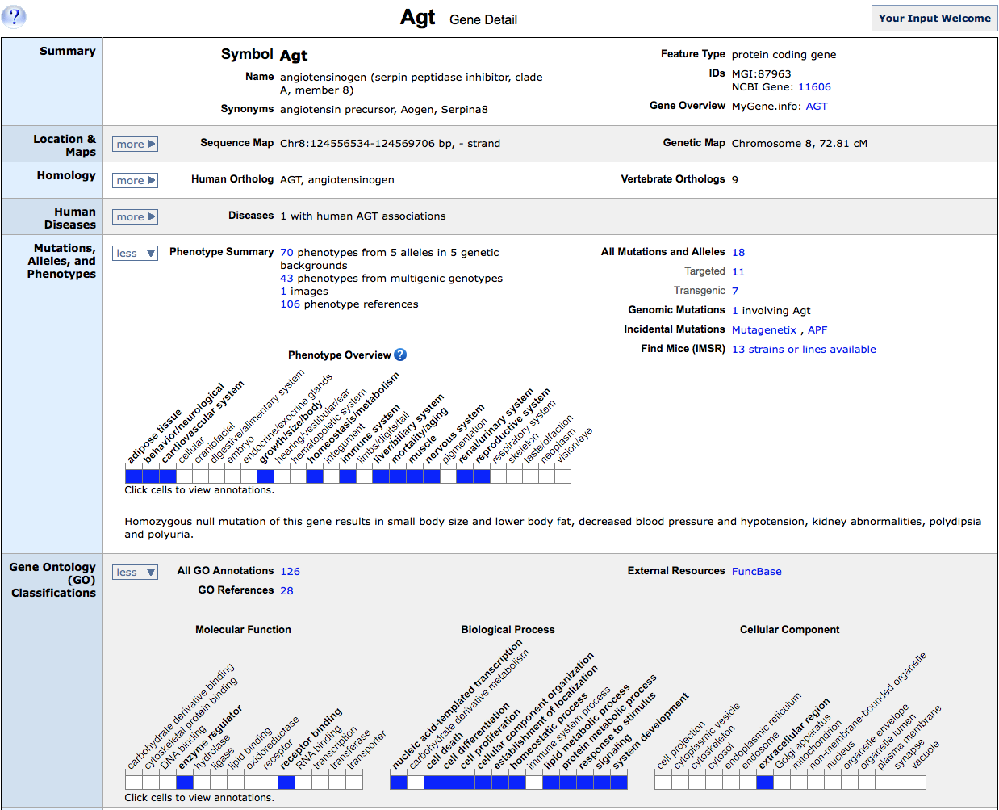 ?
Agt Gene Detail
Your Input Welcome
Summary
Symbol Agt
Name angiotensinogen (serpin peptidase inhibitor, clade
A, member 8)
Synonyms angiotensin precursor, Aogen, Serpina8
Feature Type protein coding gene
IDs MGI:87963
NCBI Gene: 11606
Gene Overview MyGene.info: AGT
Location &
Maps
more
Sequence Map Chr8:124556534-124569706 bp, - strand
Genetic Map Chromosome 8, 72.81 cM
Homology
more
Human Ortholog AGT, angiotensinogen
Vertebrate Orthologs 9
Human
Diseases
more
Diseases 1 with human AGT associations
Mutations,
Alleles, and
Phenotypes
less
Phenotype Summary 70 phenotypes from 5 alleles in 5 genetic
backgrounds
43 phenotypes from multigenic genotypes
1 images
106 phenotype references
All Mutations and Alleles 18
Targeted 11
Transgenic 7
Genomic Mutations 1 involving Agt
Incidental Mutations Mutagenetix , APF
Find Mice (IMSR) 13 strains or lines available
Phenotype Overview ?
adipose tissue
behavior/neurological
cardiovascular system
cellular
craniofacial
digestive/alimentary system
embryo
endocrine/exocrine glands
growth/size/body
hearing/vestibular/ear
hematopoietic system
homeostasis/metabolism
integument
immune system
limbs/digits/tail
liver/biliary system
mortality/aging
muscle
nervous system
pigmentation
renal/urinary system
reproductive system
respiratory system
skeleton
taste/olfaction
neoplasm
vision/eye
Click cells to view annotations.
Homozygous null mutation of this gene results in small body size and lower body fat, decreased blood pressure and hypotension, kidney abnormalities, polydipsia
and polyuria.
Gene Ontology
(GO)
Classifications
less
All GO Annotations 126
GO References 28
External Resources FuncBase
Molecular Function
carbohydrate derivative binding
cytoskeletal protein binding
DNA binding
enzyme regulator
hydrolase
ligase
lipid binding
oxidoreductase
receptor
receptor binding
RNA binding
transcription
transferase
transporter
Click cells to view annotations.
Biological Process
nucleic acid-templated transcription
carbohydrate derivative metabolism
cell death
cell differentiation
cell proliferation
cellular component organization
establishment of localization
homeostatic process
immune system process
lipid metabolic process
protein metabolic process
response to stimulus
signaling
system development
Cellular Component
cell projection
cytoplasmic vesicle
cytoskeleton
cytosol
endoplasmic reticulum
endosome
extracellular region
Golgi apparatus
mitochondrion
non-membrane-bounded organelle
nucleus
organelle envelope
organelle lumen
plasma membrane
synapse
vacuole